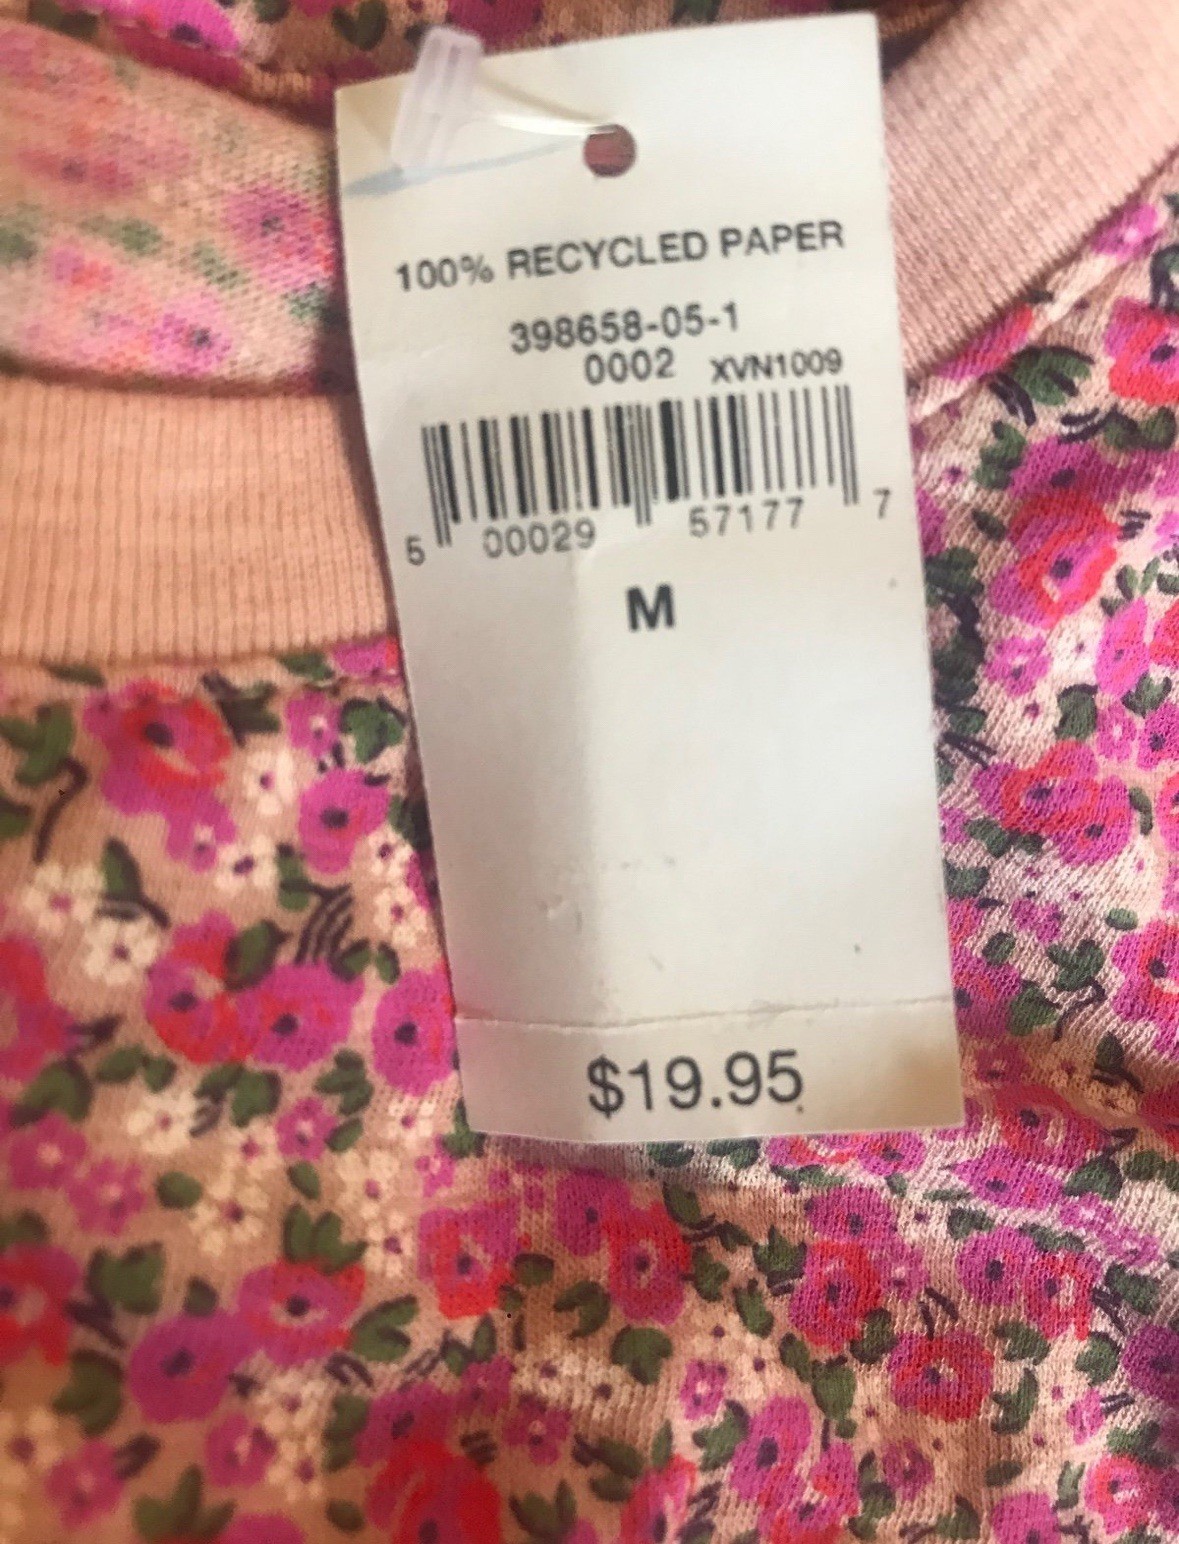 100% RECYCLED PAPER
398658-05-1
0002 XVN1009
5 00029 57177 7
M
$19.95